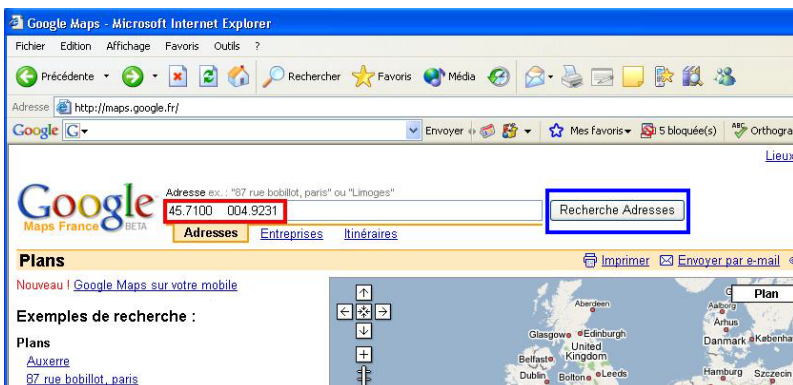 Google Maps - Microsoft Internet Explorer
Fichier Edition Affichage Favoris Outils ?
Précédente Rechercher Favoris Média
Adresse http://maps.google.fr/
Google G Envoyer Mes favoris 5 bloquée(s) ABC Orthogra
Lieux
Adresse ex. : "87 rue bobillot, paris" ou "Limoges"
Google 45.7100 004.9231 Recherche Adresses
Maps France BETA Adresses Entreprises Itinéraires
Plans Imprimer Envoyer par e-mail
Nouveau ! Google Maps sur votre mobile
Plan
Exemples de recherche :
Plans
Auxerre
87 rue bobillot, paris
Aberdeen
Aalborg
Århus
Glasgow Edinburgh
Danmark Københa
United
Kingdom
Belfast
Dublin Bolton Leeds
Hamburg Szczecin